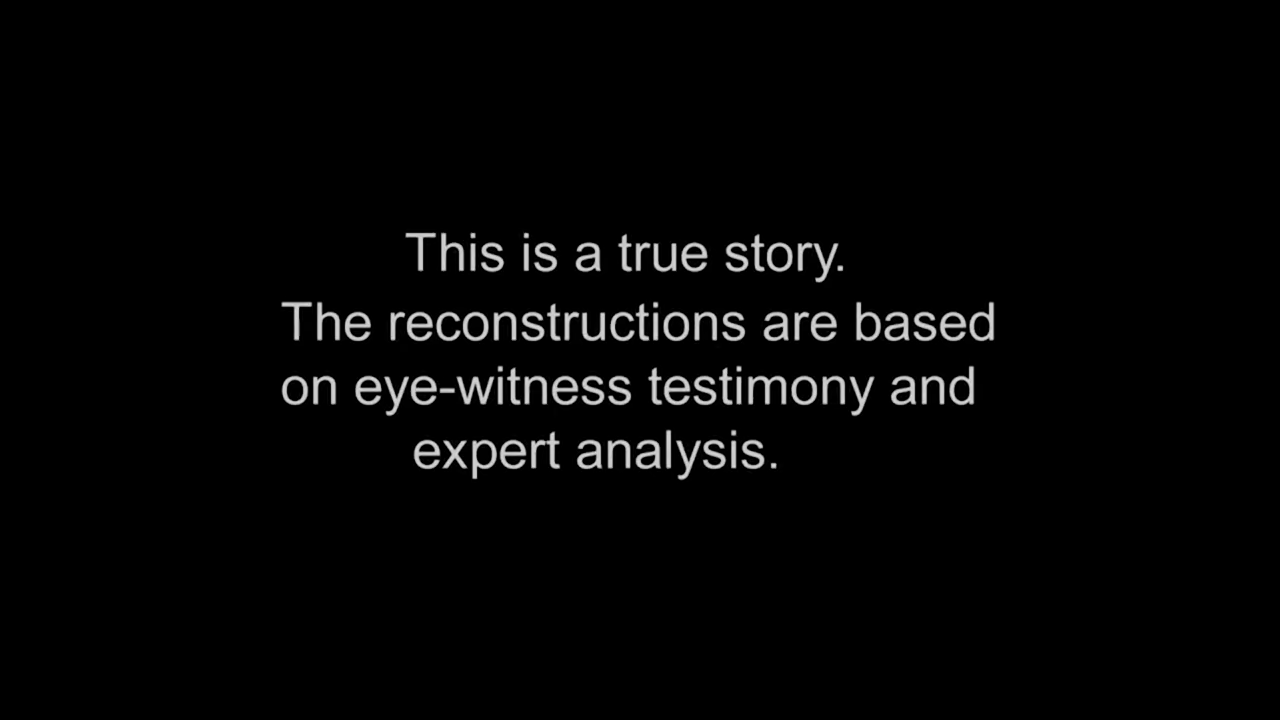 This is a true story.
The reconstructions are based
on eye-witness testimony and
expert analysis.